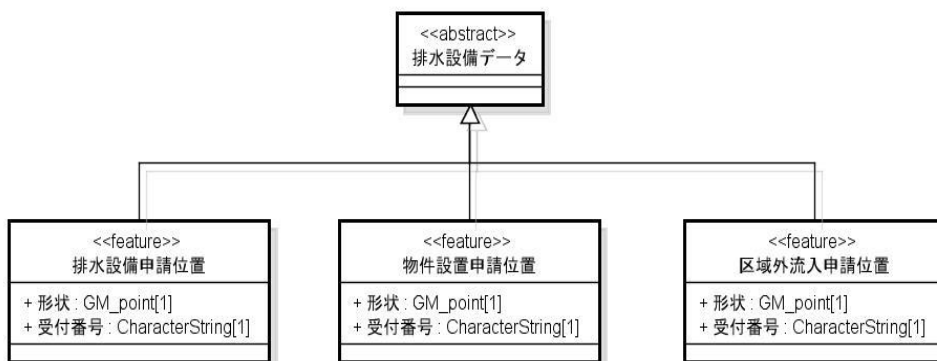 <<abstract>>
排水設備データ
<<feature>>
排水設備申請位置
+ 形状 : GM_point[1]
+ 受付番号 : CharacterString[1]
<<feature>>
物件設置申請位置
+ 形状 : GM_point[1]
+ 受付番号 : CharacterString[1]
<<feature>>
区域外流入申請位置
+ 形状 : GM_point[1]
+ 受付番号 : CharacterString[1]